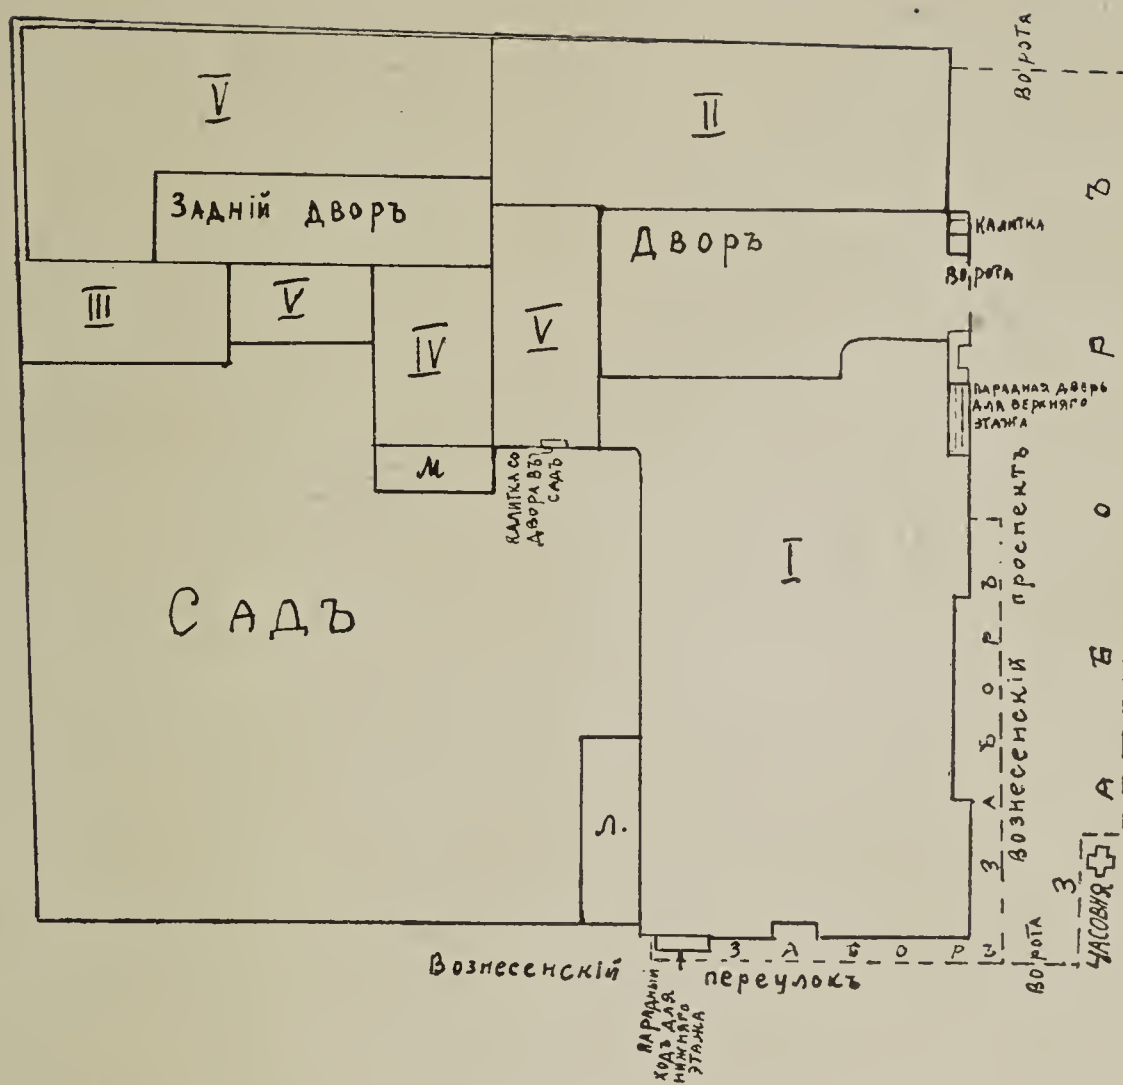 ВОРОТА
V
II
ЗАДНІЙ ДВОРЪ
ДВОРЪ
КАЛИТКА
ВОРОТА
III
V
IV
V
ПАРАДНАЯ ДВЕРЬ
ДЛЯ ВЕРХНЯГО
ЭТАЖА
М
КАЛИТКА СО
ДВОРА ВЪ
САДЪ
I
САДЪ
Л.
ЗАБОРЪ
ВОЗНЕСЕНСКІЙ ПРОСПЕКТЪ
ЗАБОРЪ
ЧАСОВНЯ
ВОРОТА
ЗАБОРЪ
Вознесенскій переулокъ
ПАРАДНЫЙ
ХОДЪ ДЛЯ
НИЖНЯГО
ЭТАЖА